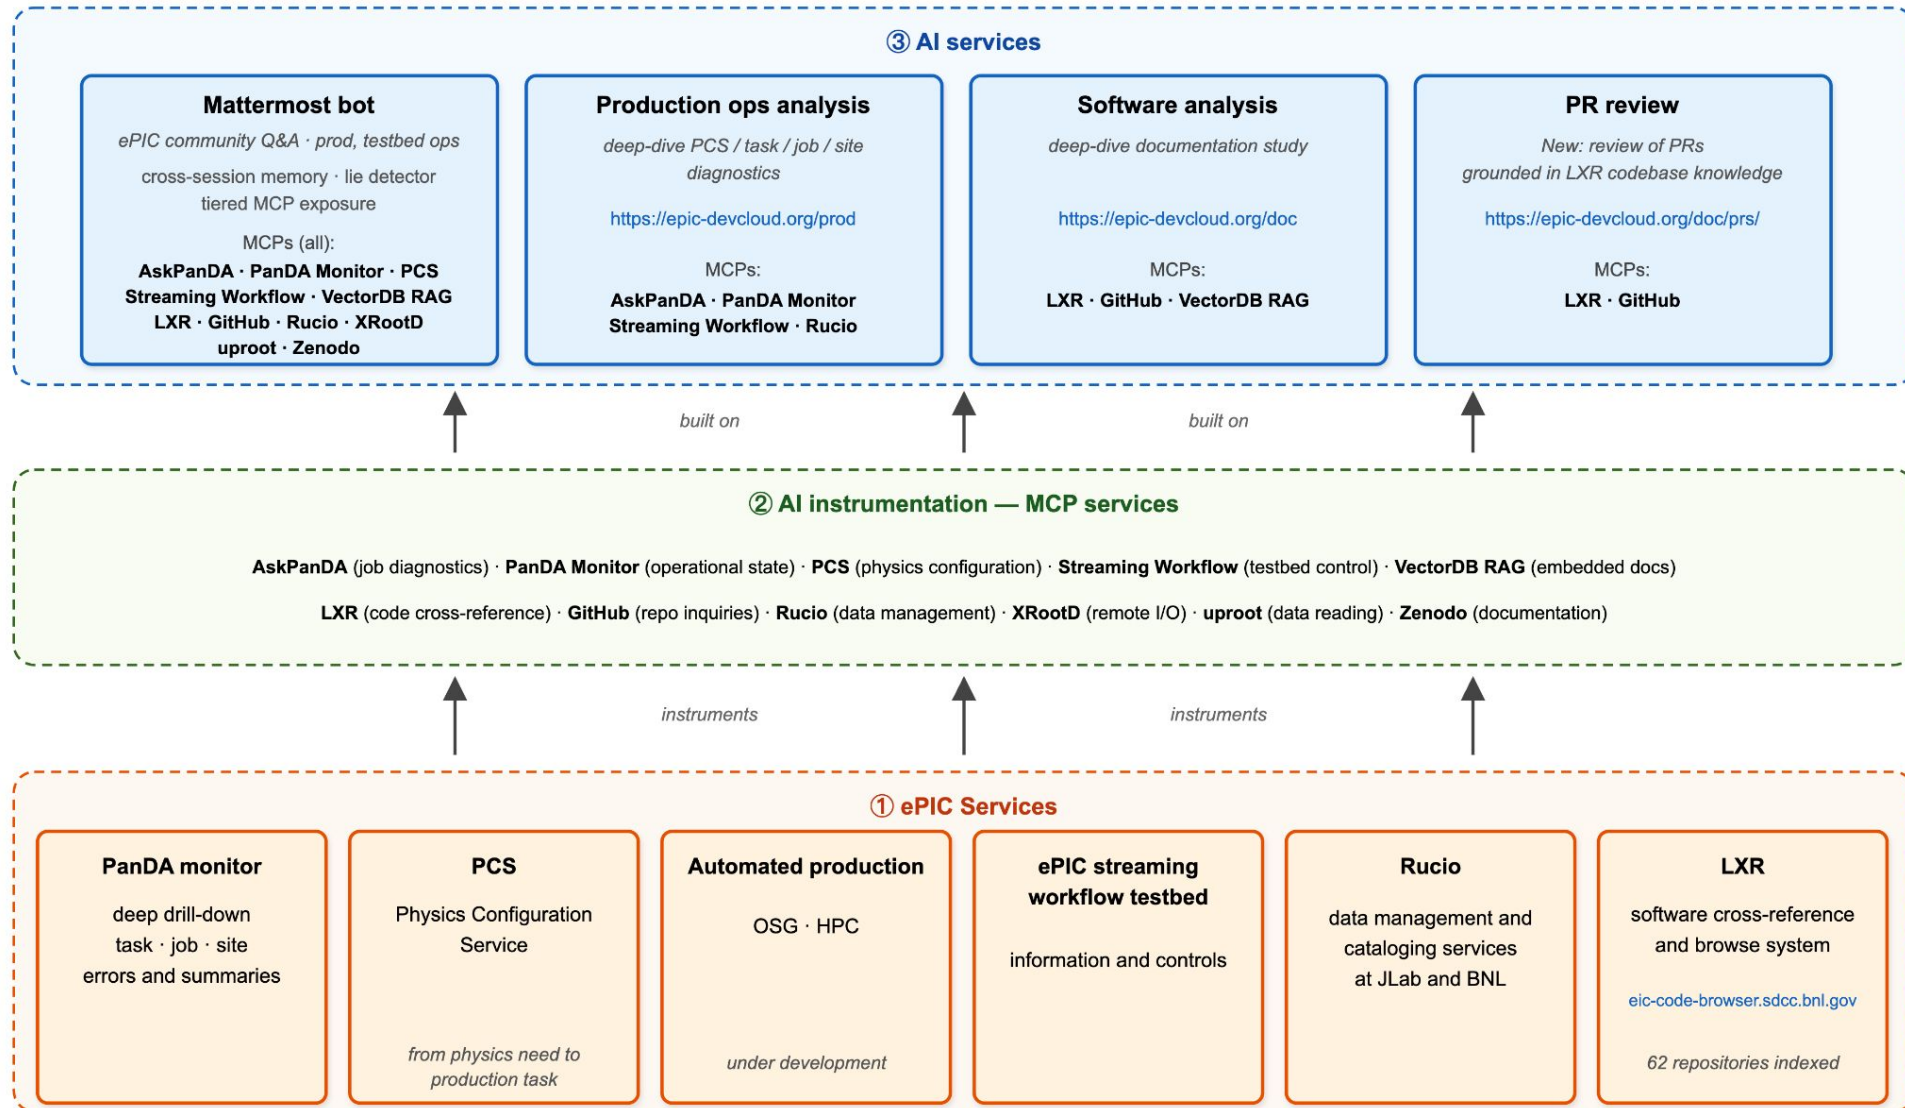 ③ AI services
Mattermost bot
ePIC community Q&A · prod, testbed ops
cross-session memory · lie detector
tiered MCP exposure
MCPs (all):
AskPanDA · PanDA Monitor · PCS
Streaming Workflow · VectorDB RAG
LXR · GitHub · Rucio · XRootD
uproot · Zenodo
Production ops analysis
deep-dive PCS / task / job / site
diagnostics
https://epic-devcloud.org/prod
MCPs:
AskPanDA · PanDA Monitor
Streaming Workflow · Rucio
Software analysis
deep-dive documentation study
https://epic-devcloud.org/doc
MCPs:
LXR · GitHub · VectorDB RAG
PR review
New: review of PRs
grounded in LXR codebase knowledge
https://epic-devcloud.org/doc/prs/
MCPs:
LXR · GitHub
built on
built on
② AI instrumentation — MCP services
AskPanDA (job diagnostics) · PanDA Monitor (operational state) · PCS (physics configuration) · Streaming Workflow (testbed control) · VectorDB RAG (embedded docs)
LXR (code cross-reference) · GitHub (repo inquiries) · Rucio (data management) · XRootD (remote I/O) · uproot (data reading) · Zenodo (documentation)
instruments
instruments
① ePIC Services
PanDA monitor
deep drill-down
task · job · site
errors and summaries
PCS
Physics Configuration
Service
from physics need to
production task
Automated production
OSG · HPC
under development
ePIC streaming
workflow testbed
information and controls
Rucio
data management and
cataloging services
at JLab and BNL
LXR
software cross-reference
and browse system
eic-code-browser.sdcc.bnl.gov
62 repositories indexed